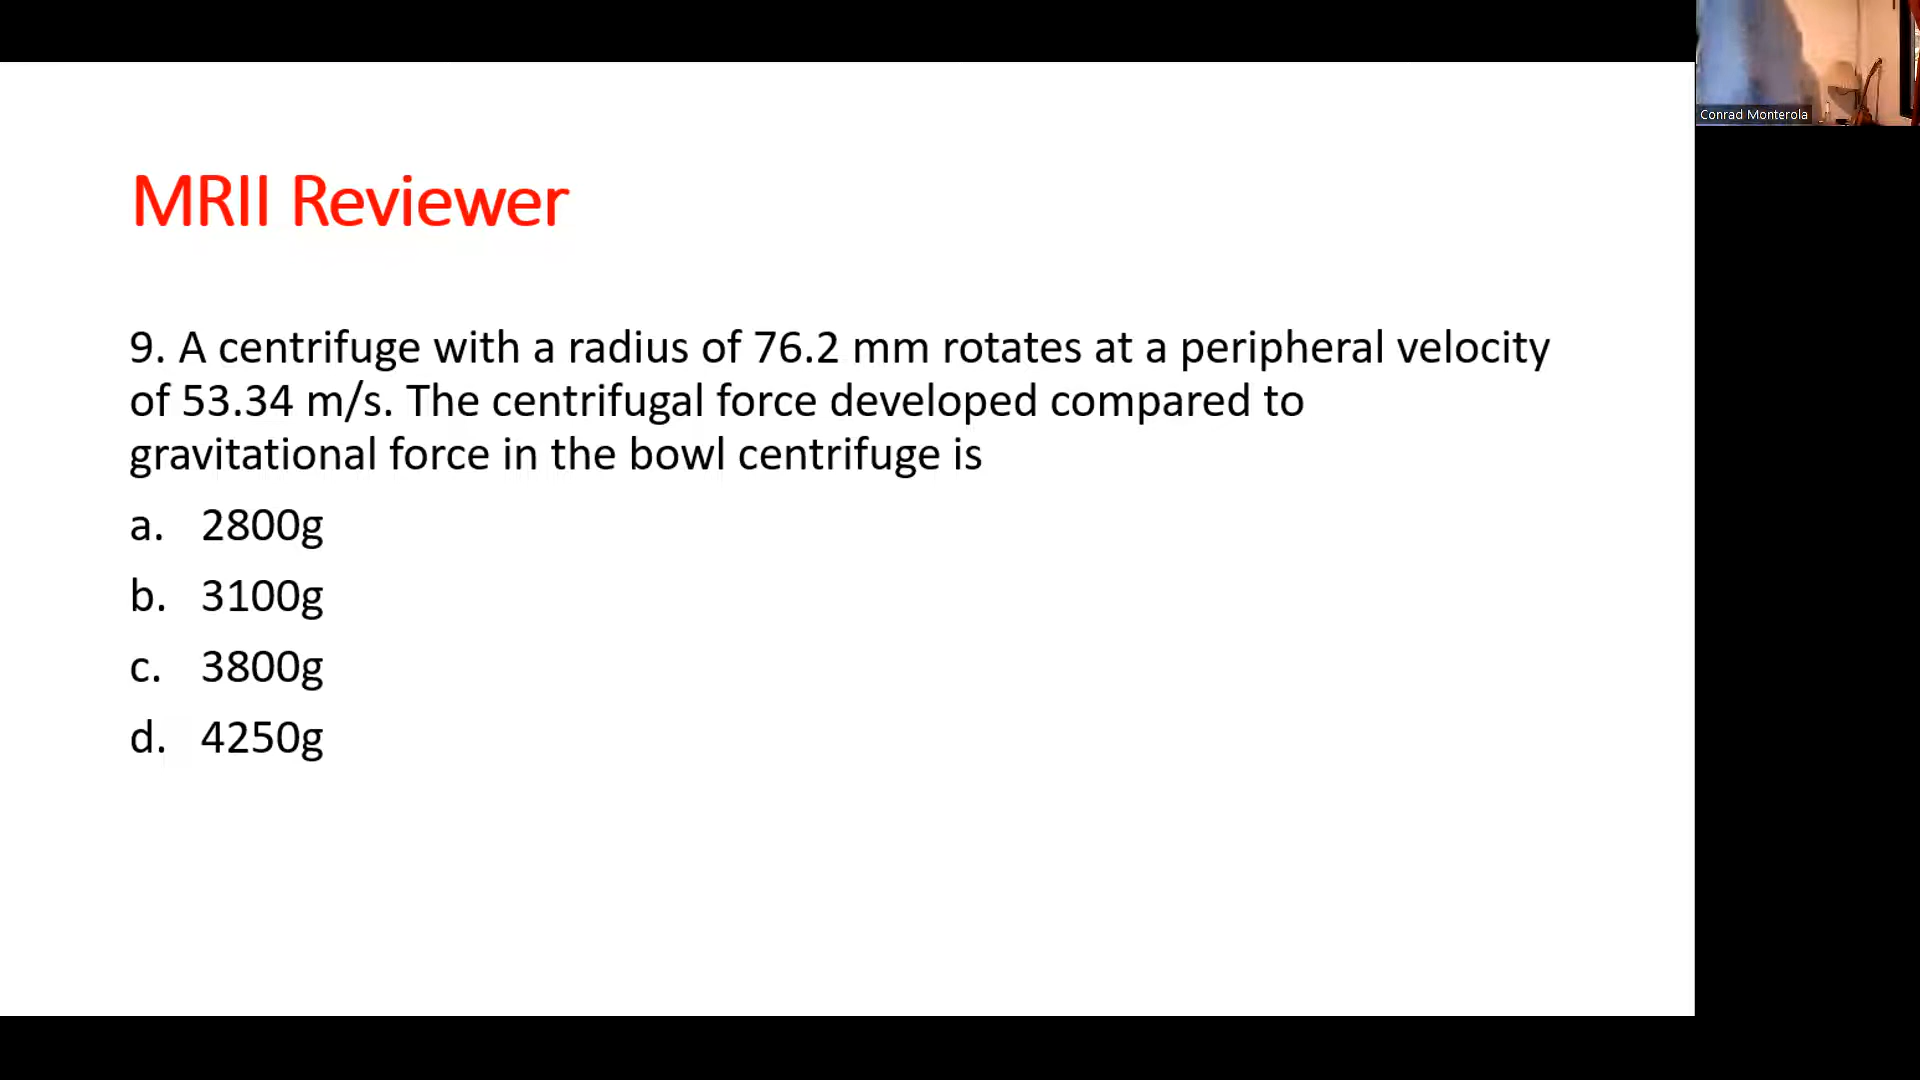 Conrad Monterola
MRII Reviewer
9. A centrifuge with a radius of 76.2 mm rotates at a peripheral velocity
of 53.34 m/s. The centrifugal force developed compared to
gravitational force in the bowl centrifuge is
a. 2800g
b. 3100g
c. 3800g
d. 4250g